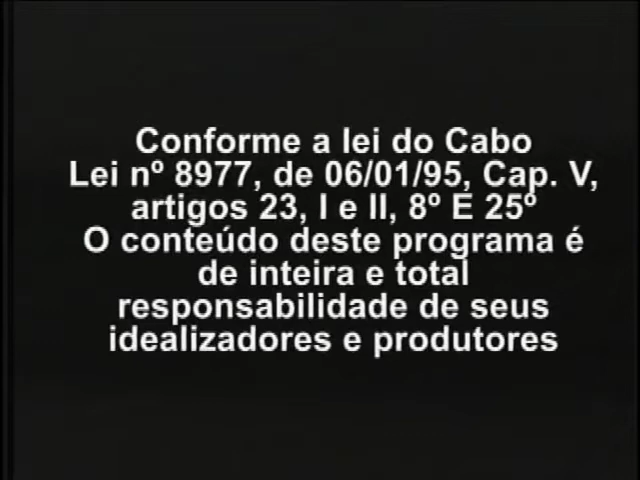 Conforme a lei do Cabo
Lei nº 8977, de 06/01/95, Cap. V,
artigos 23, I e II, 8º E 25º
O conteúdo deste programa é
de inteira e total
responsabilidade de seus
idealizadores e produtores